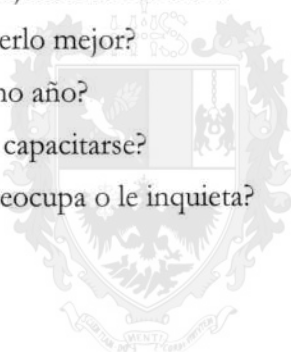 erlo mejor?
no año?
capacitarse?
eocupa o le inquieta?